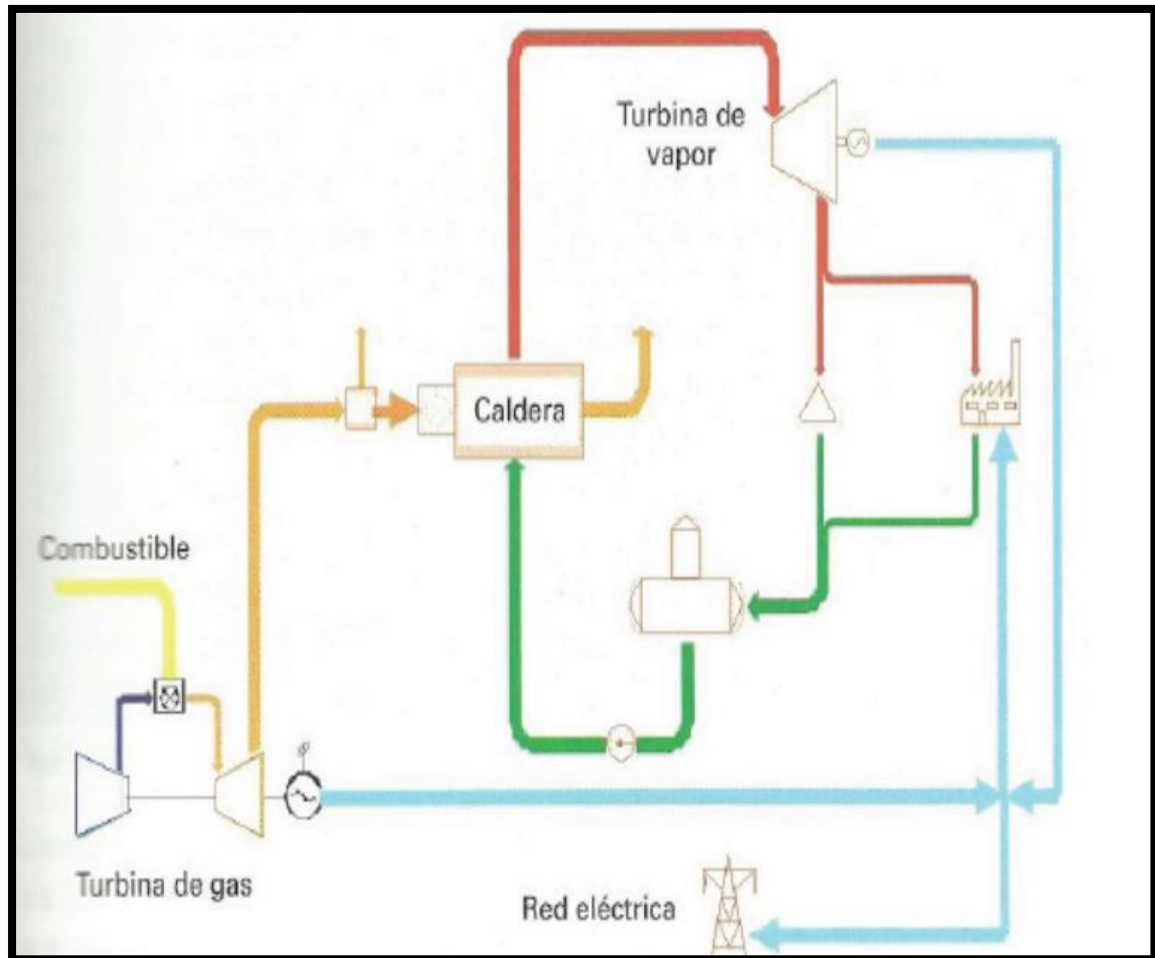 Turbina de
vapor
Caldera
Combustible
Turbina de gas
Red eléctrica